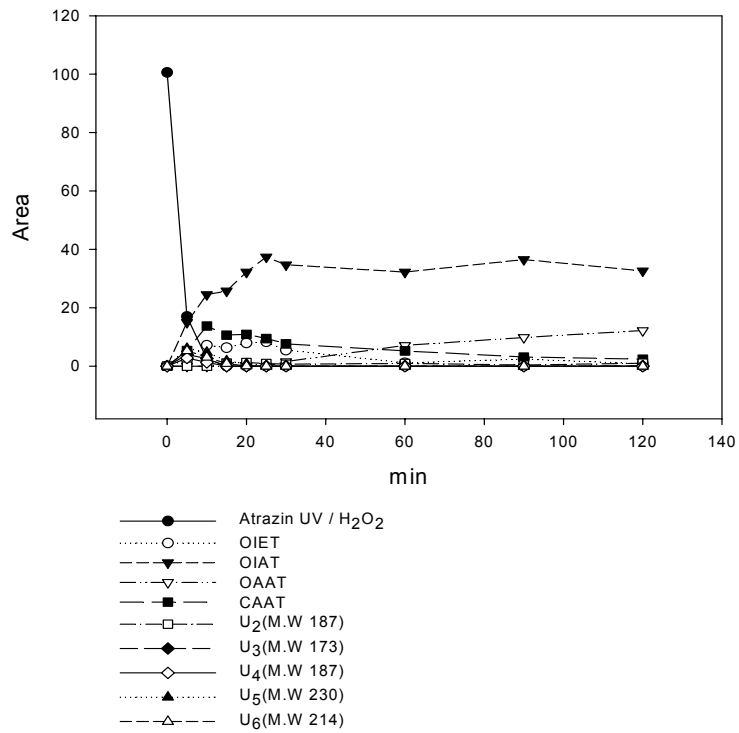 120
100
80
60
40
20
0
Area
0 20 40 60 80 100 120 140
min
Atrazin UV / H₂O₂
OIET
OIAT
OAAT
CAAT
U₂(M.W 187)
U₃(M.W 173)
U₄(M.W 187)
U₅(M.W 230)
U₆(M.W 214)